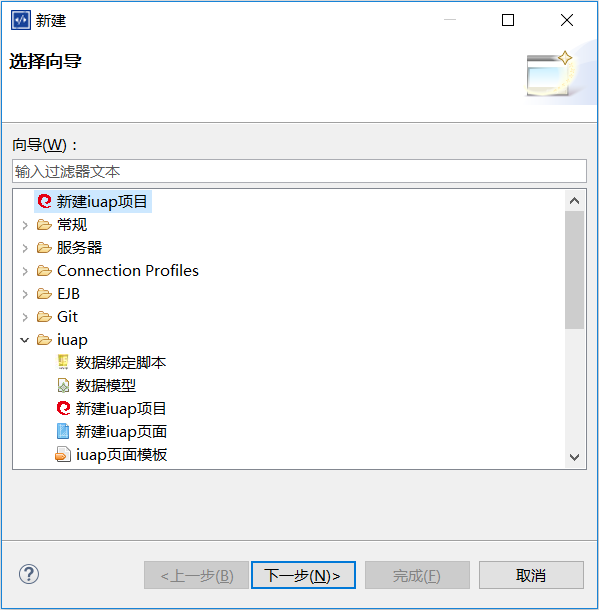 新建
选择向导
向导(W)：
输入过滤器文本
新建iuap项目
常规
服务器
Connection Profiles
EJB
Git
iuap
数据绑定脚本
数据模型
新建iuap项目
新建iuap页面
iuap页面模板
<上一步(B) 下一步(N)> 完成(F) 取消